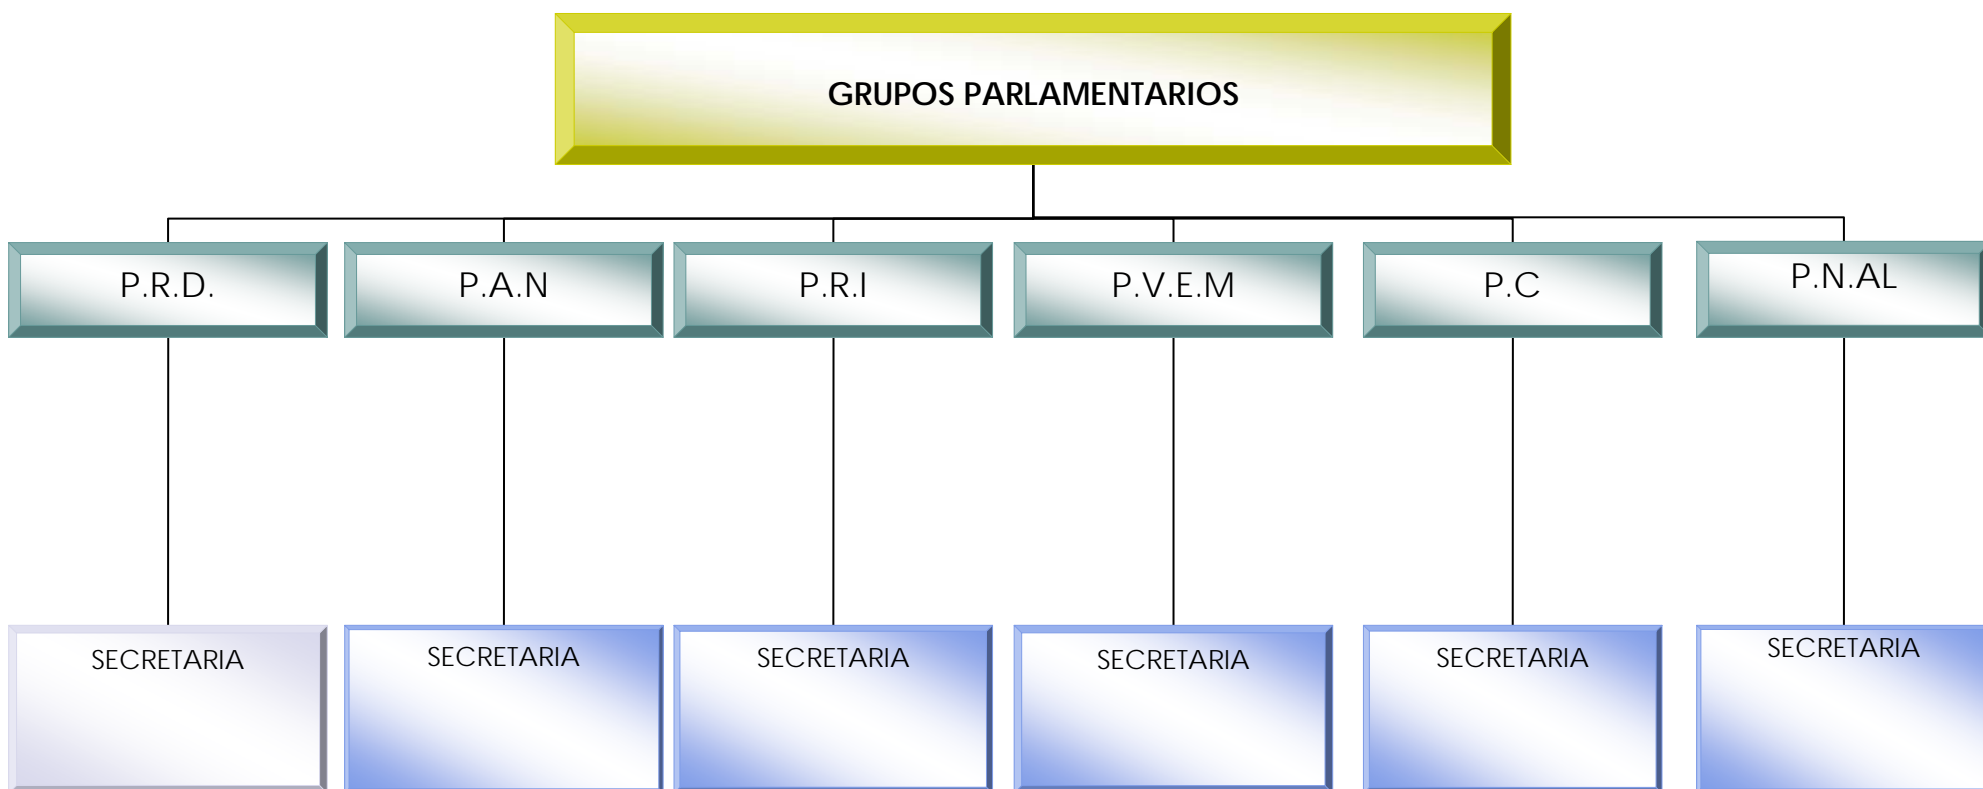 GRUPOS PARLAMENTARIOS
P.R.D.
P.A.N
P.R.I
P.V.E.M
P.C
P.N.AL
SECRETARIA
SECRETARIA
SECRETARIA
SECRETARIA
SECRETARIA
SECRETARIA